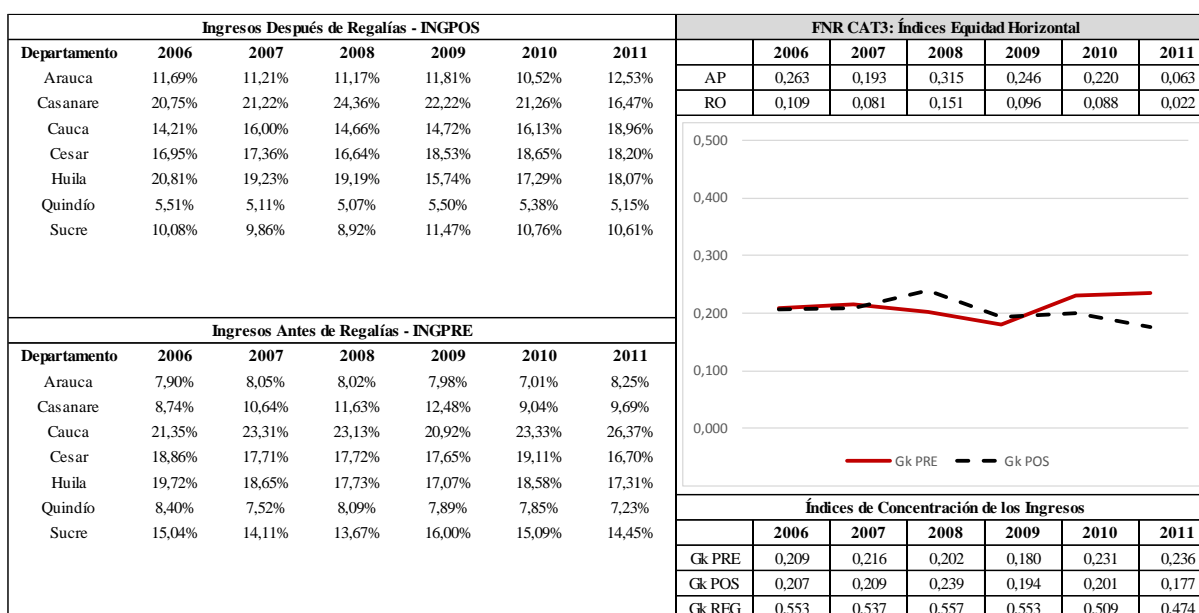 Ingresos Después de Regalías - INGPOS
Departamento 2006 2007 2008 2009 2010 2011
Arauca 11,69% 11,21% 11,17% 11,81% 10,52% 12,53%
Casanare 20,75% 21,22% 24,36% 22,22% 21,26% 16,47%
Cauca 14,21% 16,00% 14,66% 14,72% 16,13% 18,96%
Cesar 16,95% 17,36% 16,64% 18,53% 18,65% 18,20%
Huila 20,81% 19,23% 19,19% 15,74% 17,29% 18,07%
Quindío 5,51% 5,11% 5,07% 5,50% 5,38% 5,15%
Sucre 10,08% 9,86% 8,92% 11,47% 10,76% 10,61%
Ingresos Antes de Regalías - INGPRE
Departamento 2006 2007 2008 2009 2010 2011
Arauca 7,90% 8,05% 8,02% 7,98% 7,01% 8,25%
Casanare 8,74% 10,64% 11,63% 12,48% 9,04% 9,69%
Cauca 21,35% 23,31% 23,13% 20,92% 23,33% 26,37%
Cesar 18,86% 17,71% 17,72% 17,65% 19,11% 16,70%
Huila 19,72% 18,65% 17,73% 17,07% 18,58% 17,31%
Quindío 8,40% 7,52% 8,09% 7,89% 7,85% 7,23%
Sucre 15,04% 14,11% 13,67% 16,00% 15,09% 14,45%
FNR CAT3: Índices Equidad Horizontal
2006 2007 2008 2009 2010 2011
AP 0,263 0,193 0,315 0,246 0,220 0,063
RO 0,109 0,081 0,151 0,096 0,088 0,022
0,500
0,400
0,300
0,200
0,100
0,000
Gk PRE Gk POS
Índices de Concentración de los Ingresos
2006 2007 2008 2009 2010 2011
Gk PRE 0,209 0,216 0,202 0,180 0,231 0,236
Gk POS 0,207 0,209 0,239 0,194 0,201 0,177
Gk REG 0,553 0,537 0,557 0,553 0,509 0,474